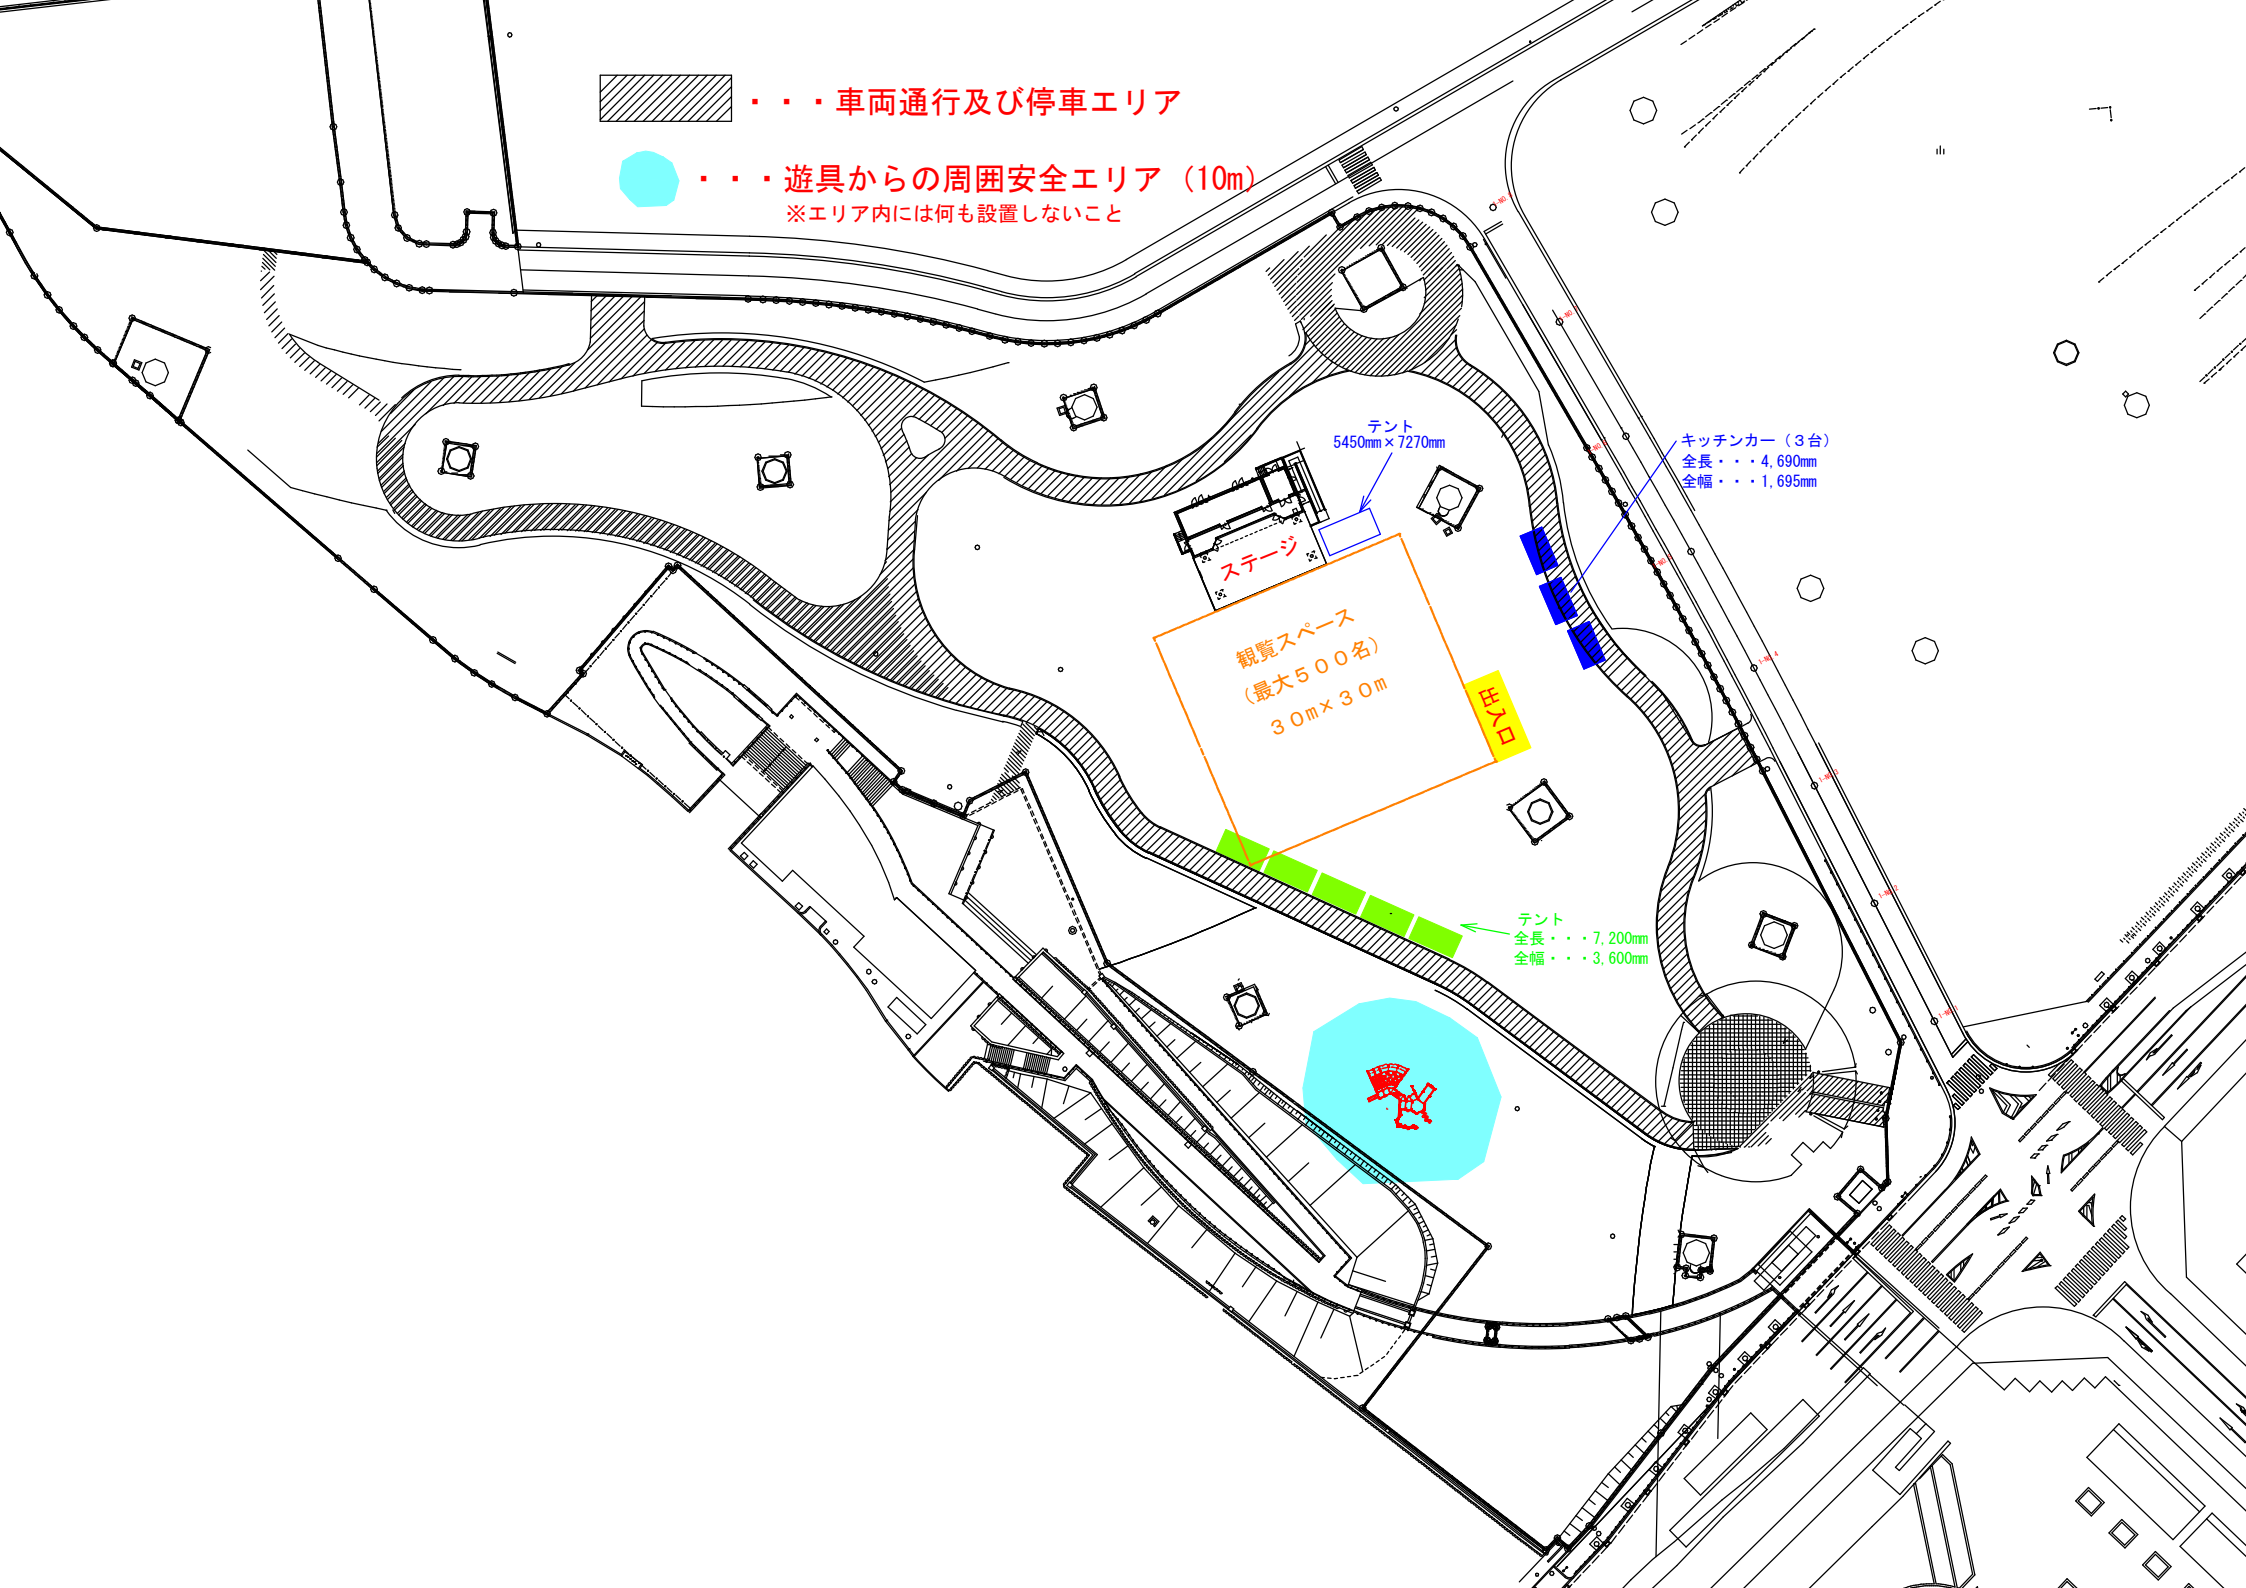 ・・・車両通行及び停車エリア
・・・遊具からの周囲安全エリア（10m）
※エリア内には何も設置しないこと
テント
5450mm×7270mm
キッチンカー（３台）
全長・・・4,690mm
全幅・・・1,695mm
ステージ
観覧スペース
（最大５００名）
３０ｍ×３０ｍ
出入口
テント
全長・・・7,200mm
全幅・・・3,600mm